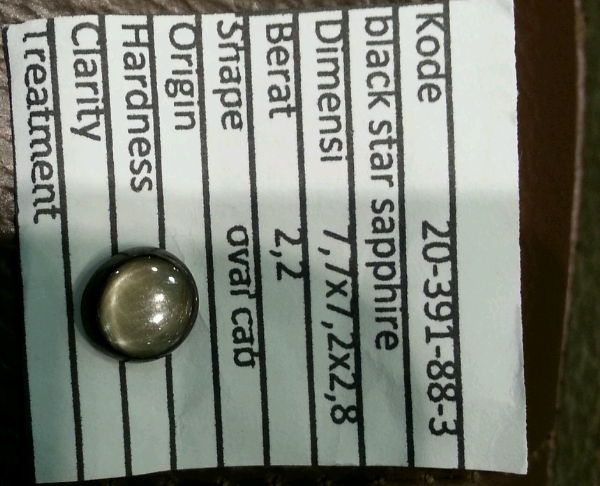 Kode 20-391-88-3
black star sapphire
Dimensi 7,7x7,2x2,8
Berat 2,2
Shape oval cab
Origin
Hardness
Clarity
Treatment